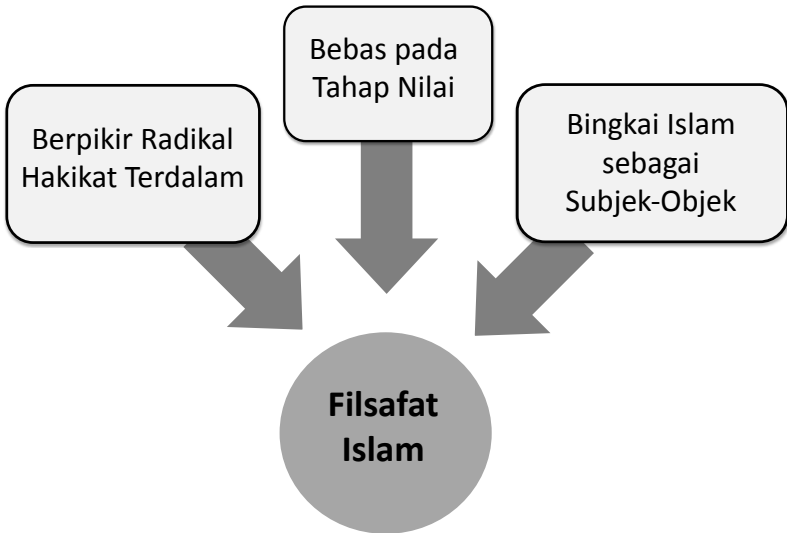 Berpikir Radikal
Hakikat Terdalam
Bebas pada
Tahap Nilai
Bingkai Islam
sebagai
Subjek-Objek
Filsafat
Islam